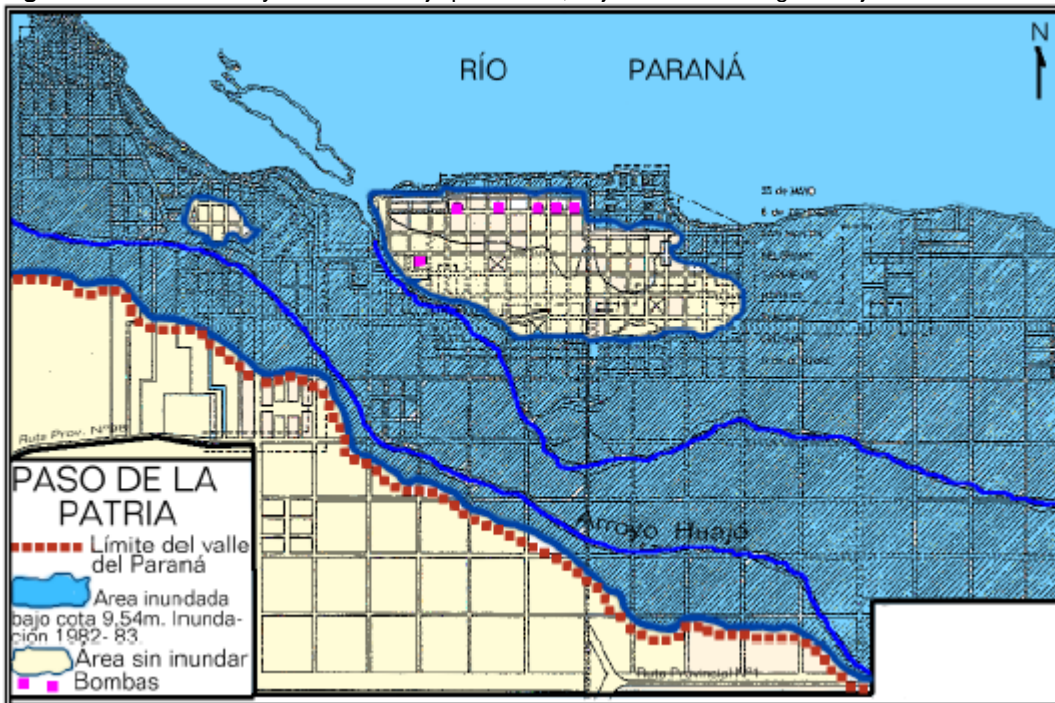 RÍO PARANÁ
N
25 de MAYO
Ruta Prov. Nº98
Arroyo Huajó
Ruta Provincial Nº1
PASO DE LA
PATRIA
Límite del valle
del Paraná
Area inundada
bajo cota 9,54m. Inunda-
ción 1982-83.
Area sin inundar
Bombas